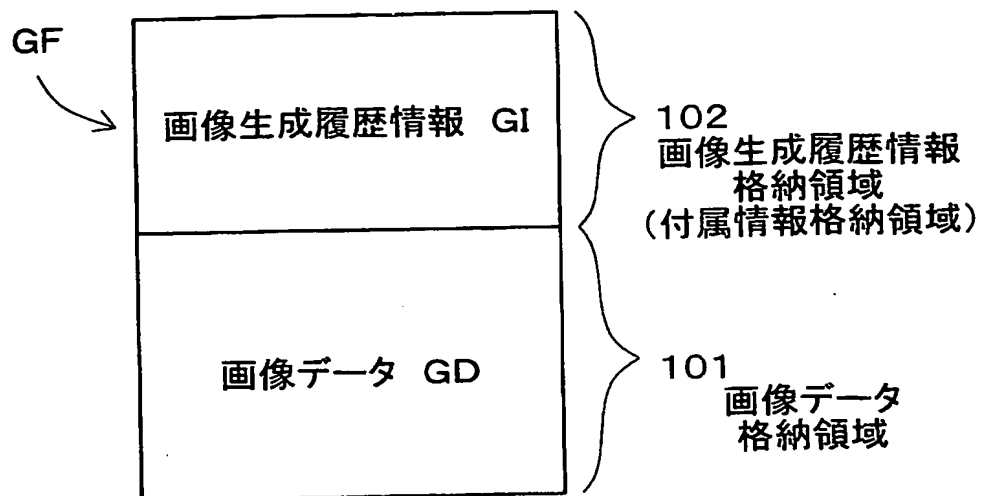 GF
画像生成履歴情報 GI
102
画像生成履歴情報
格納領域
(付属情報格納領域)
画像データ GD
101
画像データ
格納領域